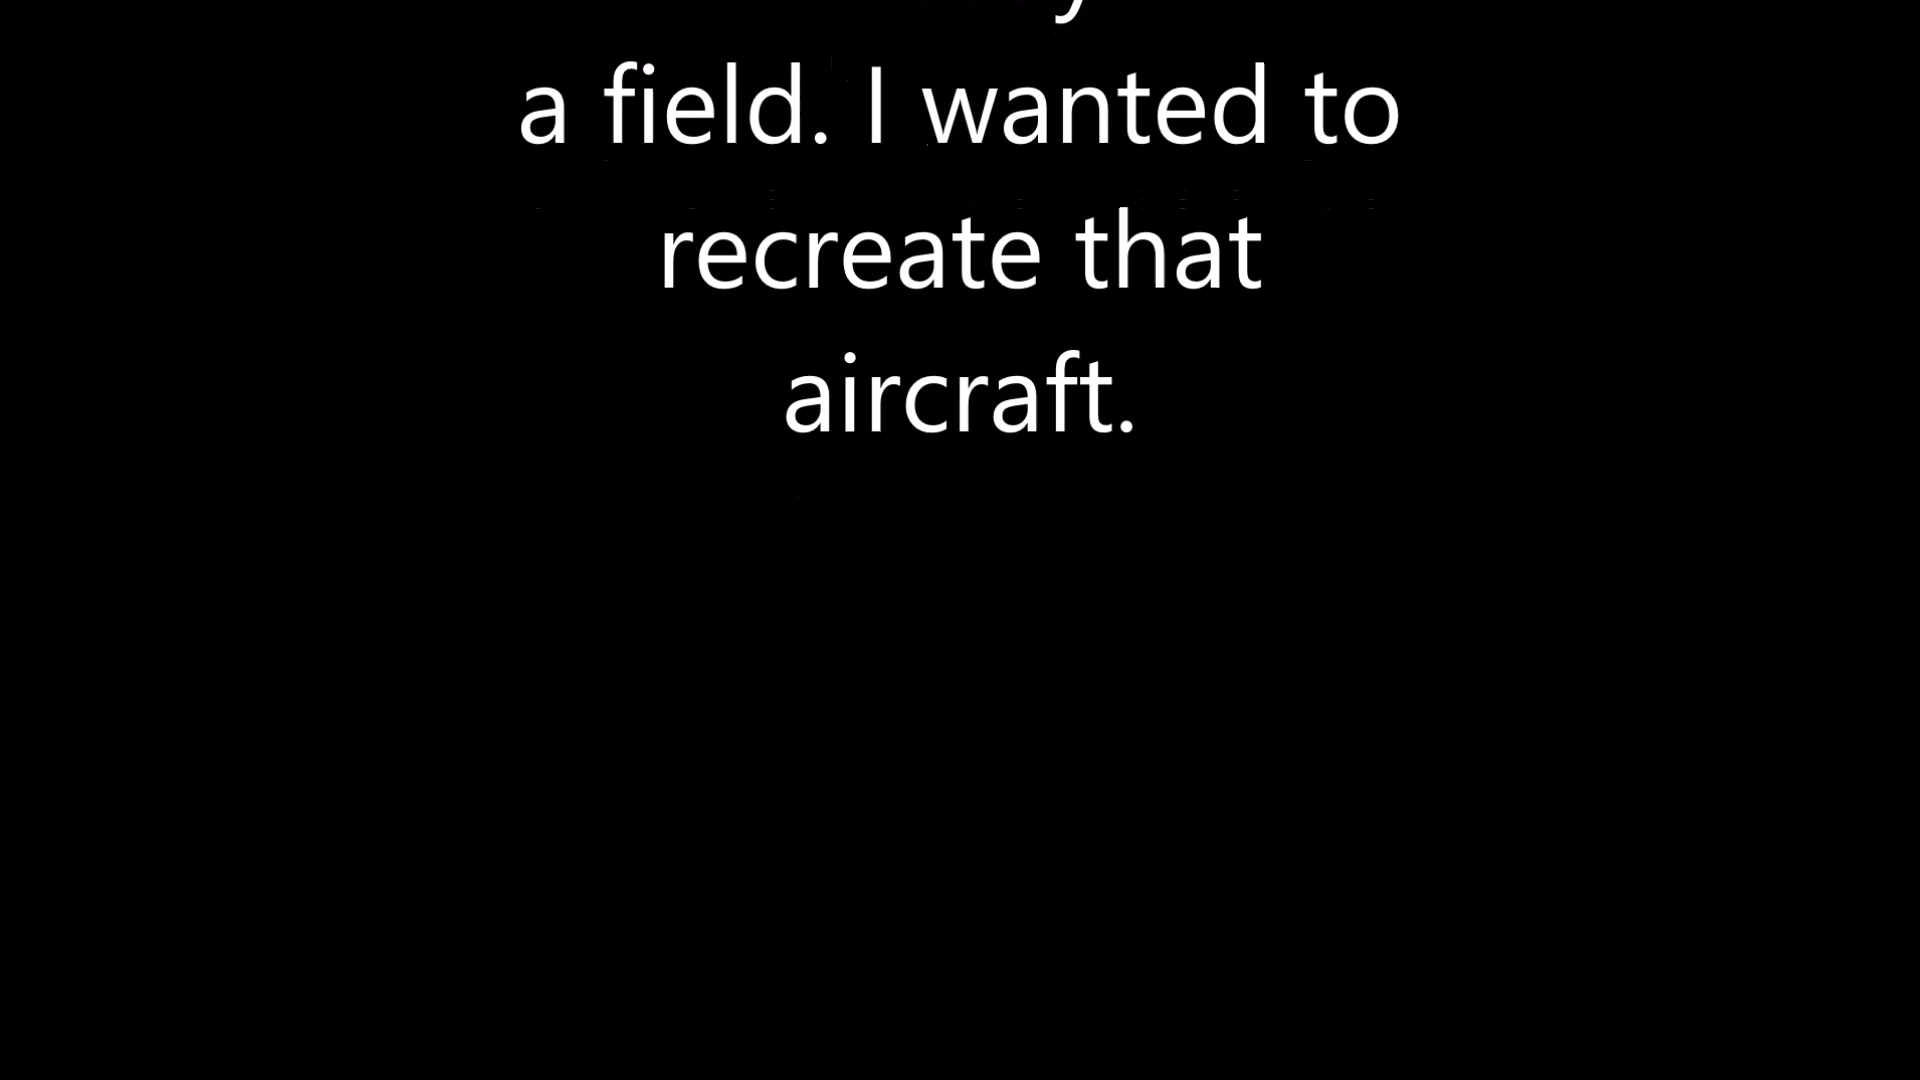 a field. I wanted to
recreate that
aircraft.